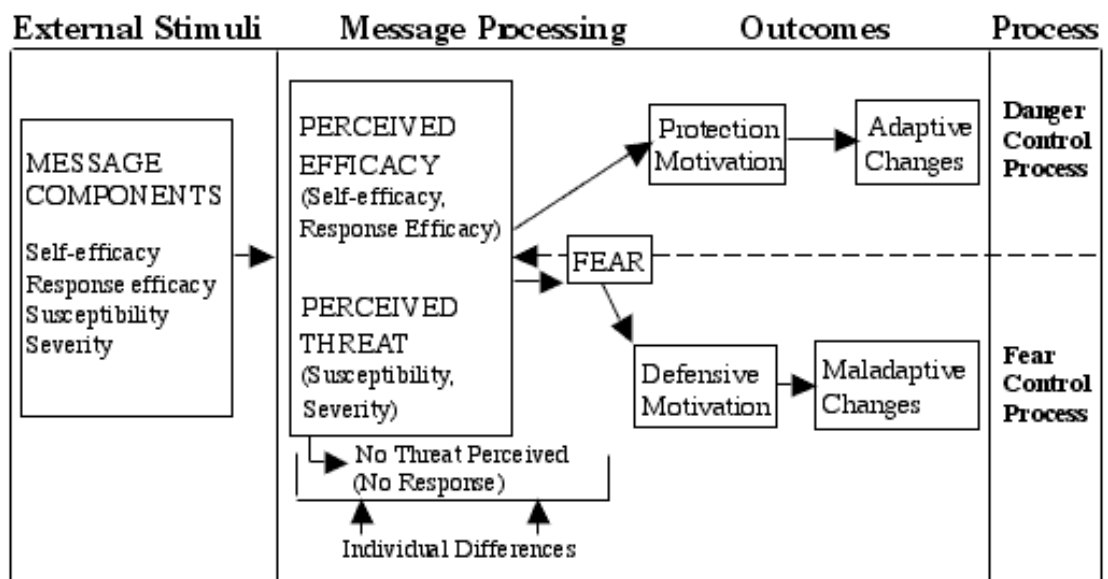 External Stimuli
Message Processing
Outcomes
Process
MESSAGE
COMPONENTS
Self-efficacy
Response efficacy
Susceptibility
Severity
PERCEIVED
EFFICACY
(Self-efficacy,
Response Efficacy)
PERCEIVED
THREAT
(Susceptibility,
Severity)
No Threat Perceived
(No Response)
Individual Differences
FEAR
Protection
Motivation
Adaptive
Changes
Defensive
Motivation
Maladaptive
Changes
Danger
Control
Process
Fear
Control
Process